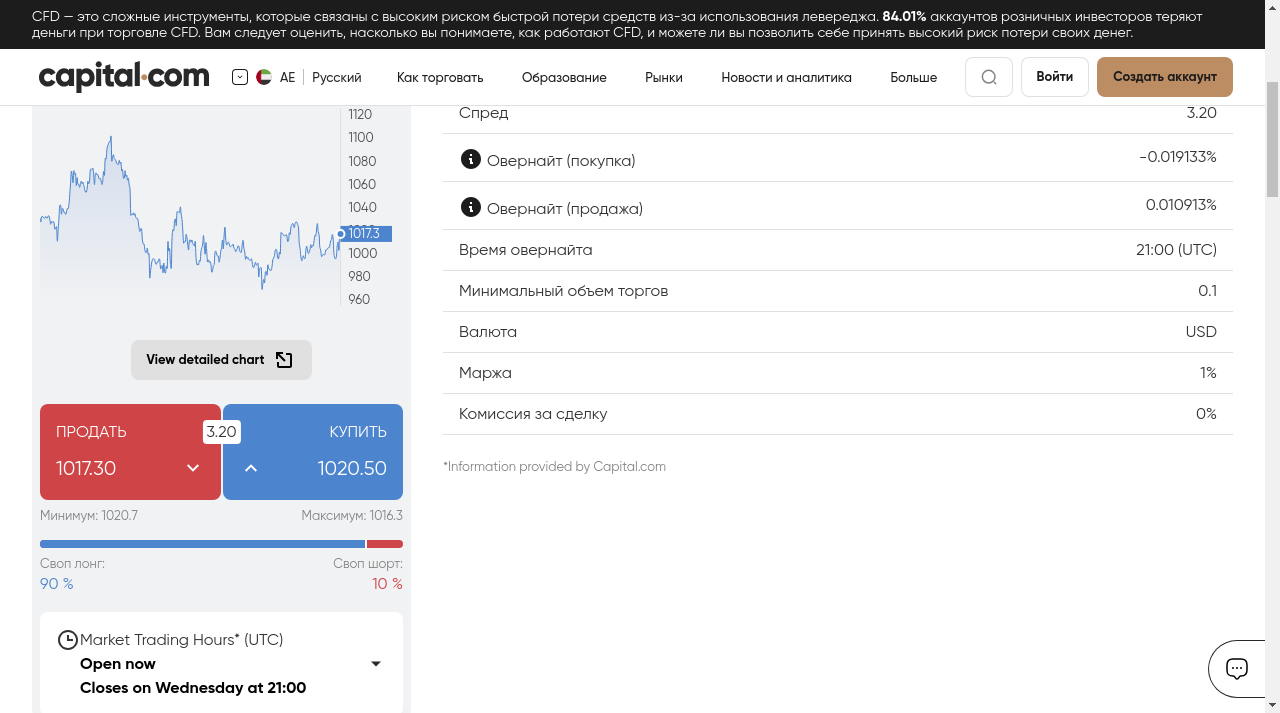 CFD — это сложные инструменты, которые связаны с высоким риском быстрой потери средств из-за использования левереджа. 84.01% аккаунтов розничных инвесторов теряют
деньги при торговле CFD. Вам следует оценить, насколько вы понимаете, как работают CFD, и можете ли вы позволить себе принять высокий риск потери своих денег.
capital.com
AE
Русский
Как торговать
Образование
Рынки
Новости и аналитика
Больше
Войти
Создать аккаунт
1120
1100
1080
1060
1040
1017.3
1000
980
960
View detailed chart
ПРОДАТЬ
3.20
КУПИТЬ
1017.30
1020.50
Минимум: 1020.7
Максимум: 1016.3
Своп лонг:
Своп шорт:
90 %
10 %
Market Trading Hours* (UTC)
Open now
Closes on Wednesday at 21:00
Спред 3.20
Овернайт (покупка) -0.019133%
Овернайт (продажа) 0.010913%
Время овернайта 21:00 (UTC)
Минимальный объем торгов 0.1
Валюта USD
Маржа 1%
Комиссия за сделку 0%
*Information provided by Capital.com